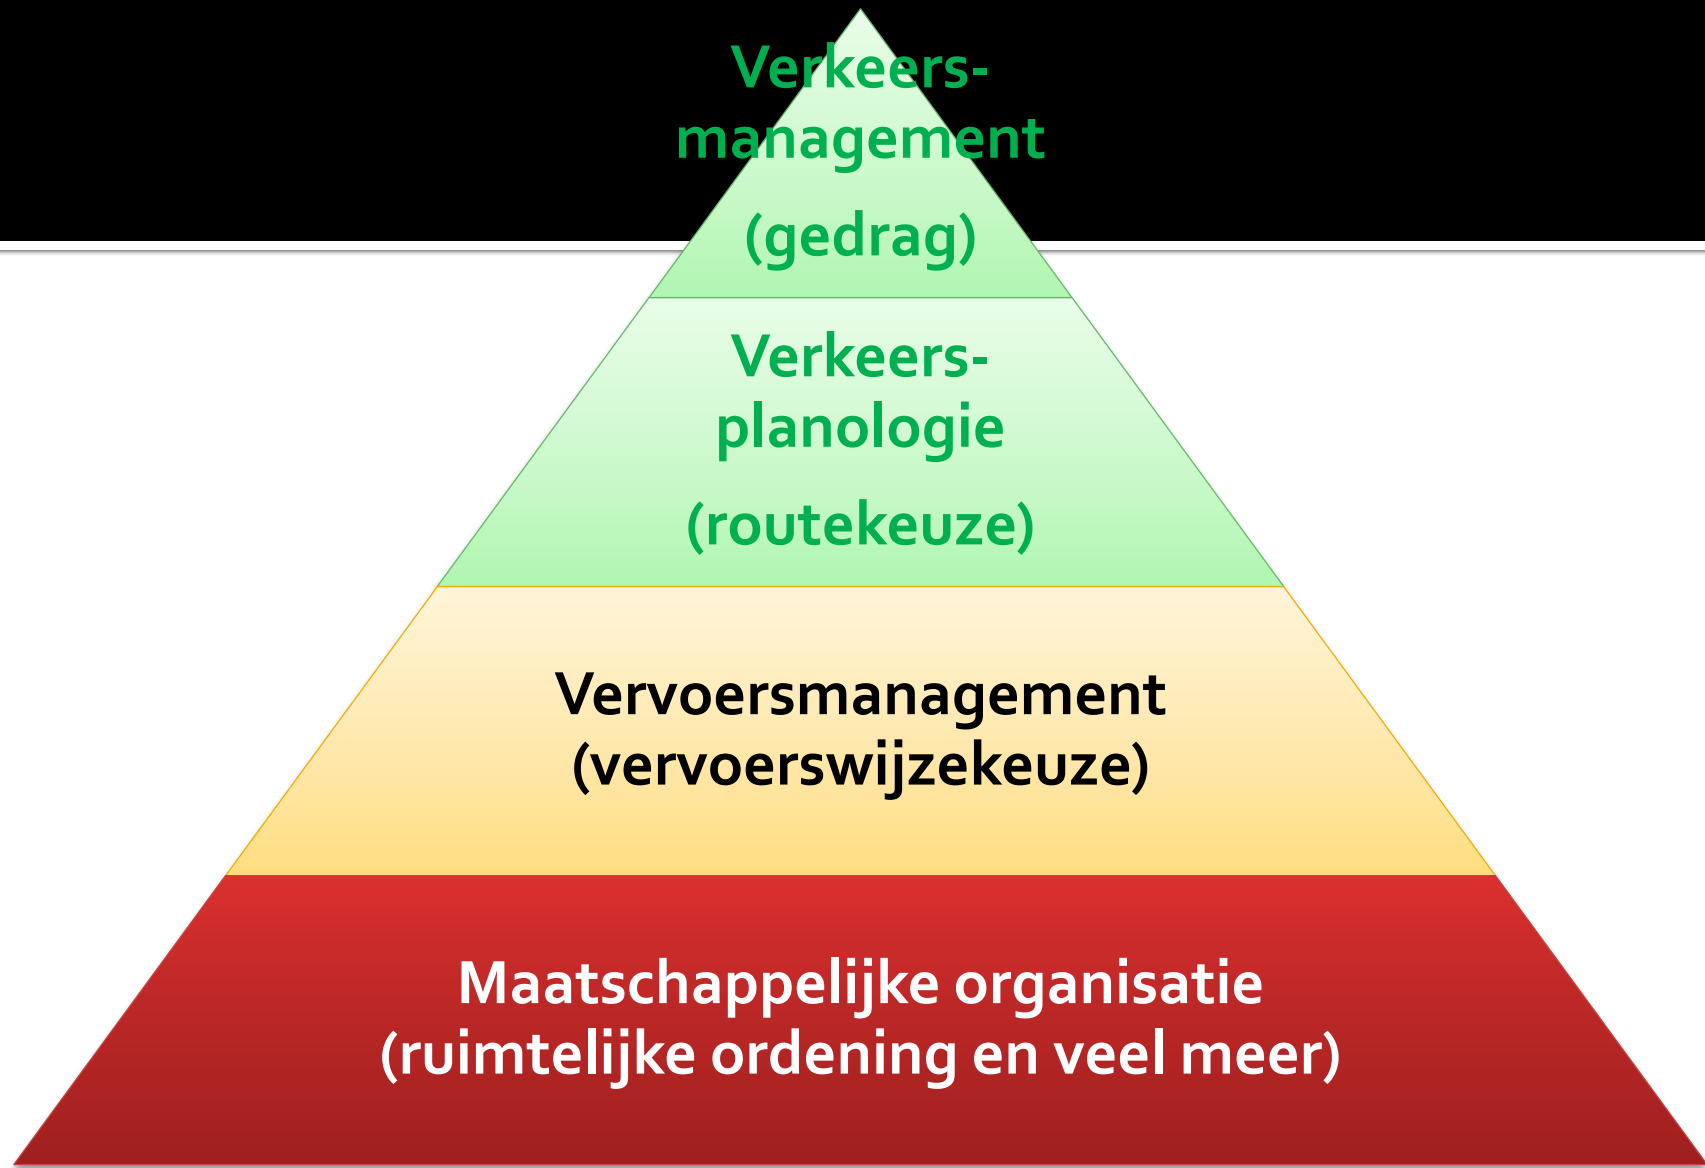 Verkeers-
management
(gedrag)
Verkeers-
planologie
(routekeuze)
Vervoersmanagement
(vervoerswijzekeuze)
Maatschappelijke organisatie
(ruimtelijke ordening en veel meer)